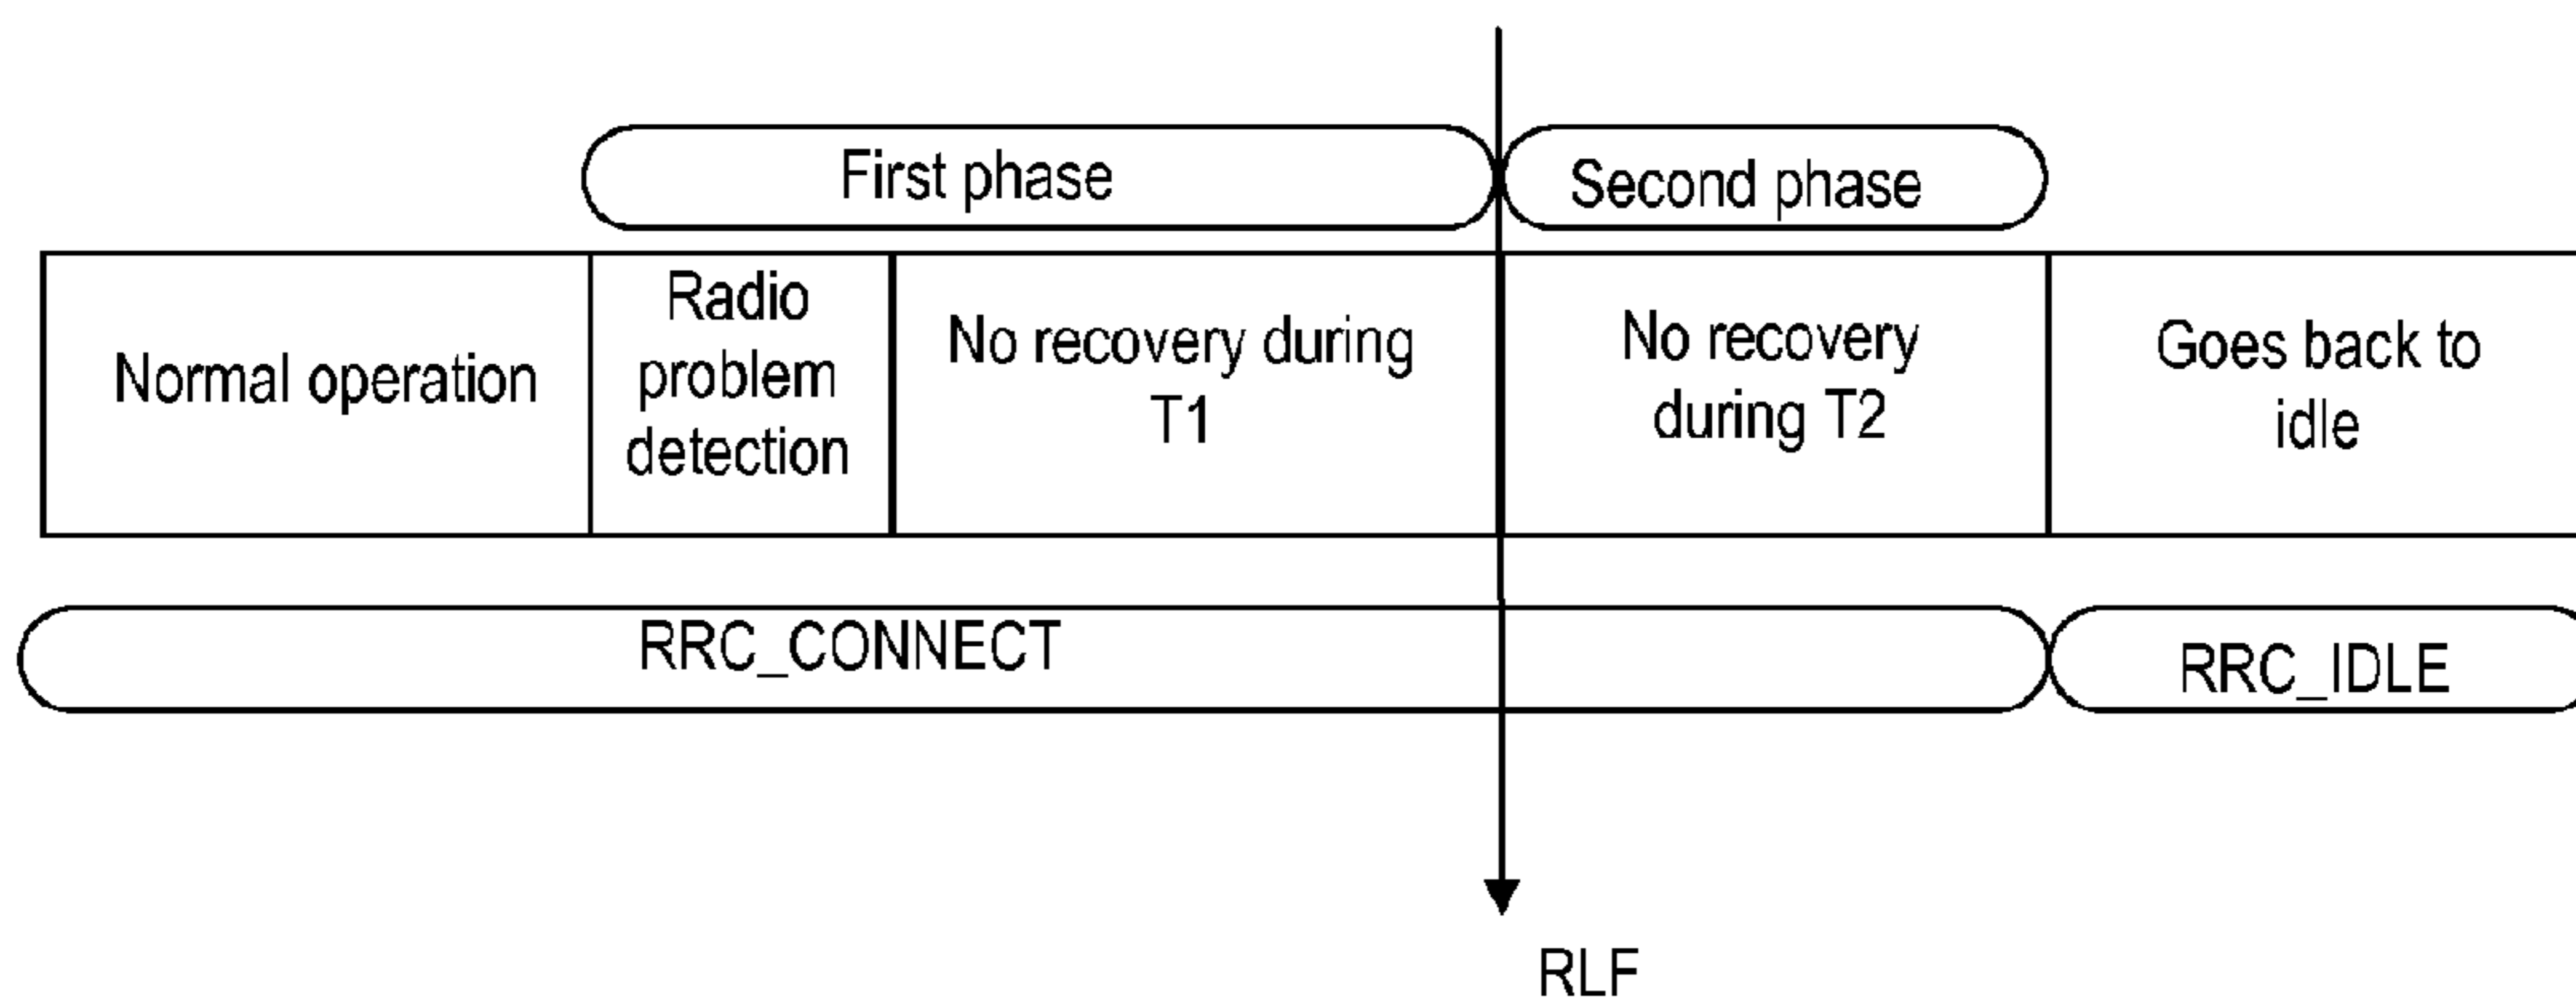 First phase
Second phase
Normal operation
Radio
problem
detection
No recovery during
T1
No recovery
during T2
Goes back to
idle
RRC_CONNECT
RRC_IDLE
RLF